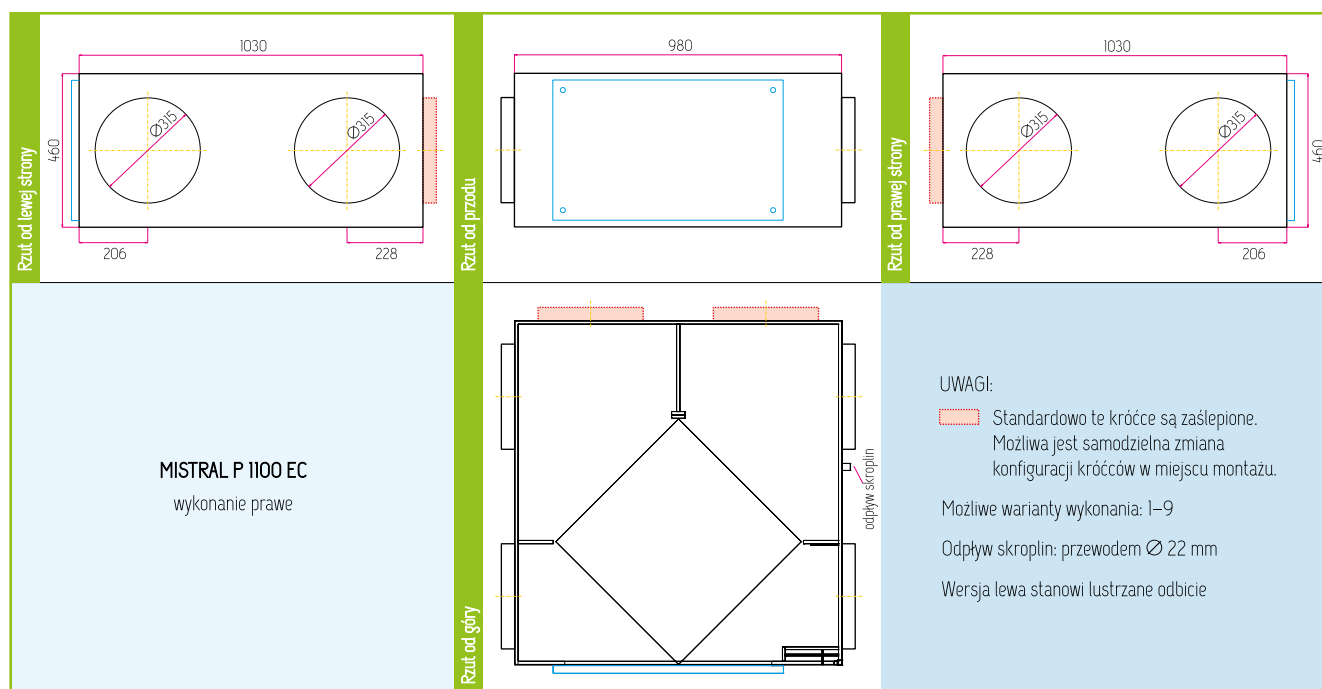 Rzut od lewej strony
1030
460
Ø315
Ø315
206
228
Rzut od przodu
980
Rzut od prawej strony
1030
Ø315
Ø315
460
228
206
MISTRAL P 1100 EC
wykonanie prawe
Rzut od góry
odpływ skroplin
UWAGI:
Standardowo te króćce są zaślepione.
Możliwa jest samodzielna zmiana
konfiguracji króćców w miejscu montażu.
Możliwe warianty wykonania: 1–9
Odpływ skroplin: przewodem Ø 22 mm
Wersja lewa stanowi lustrzane odbicie